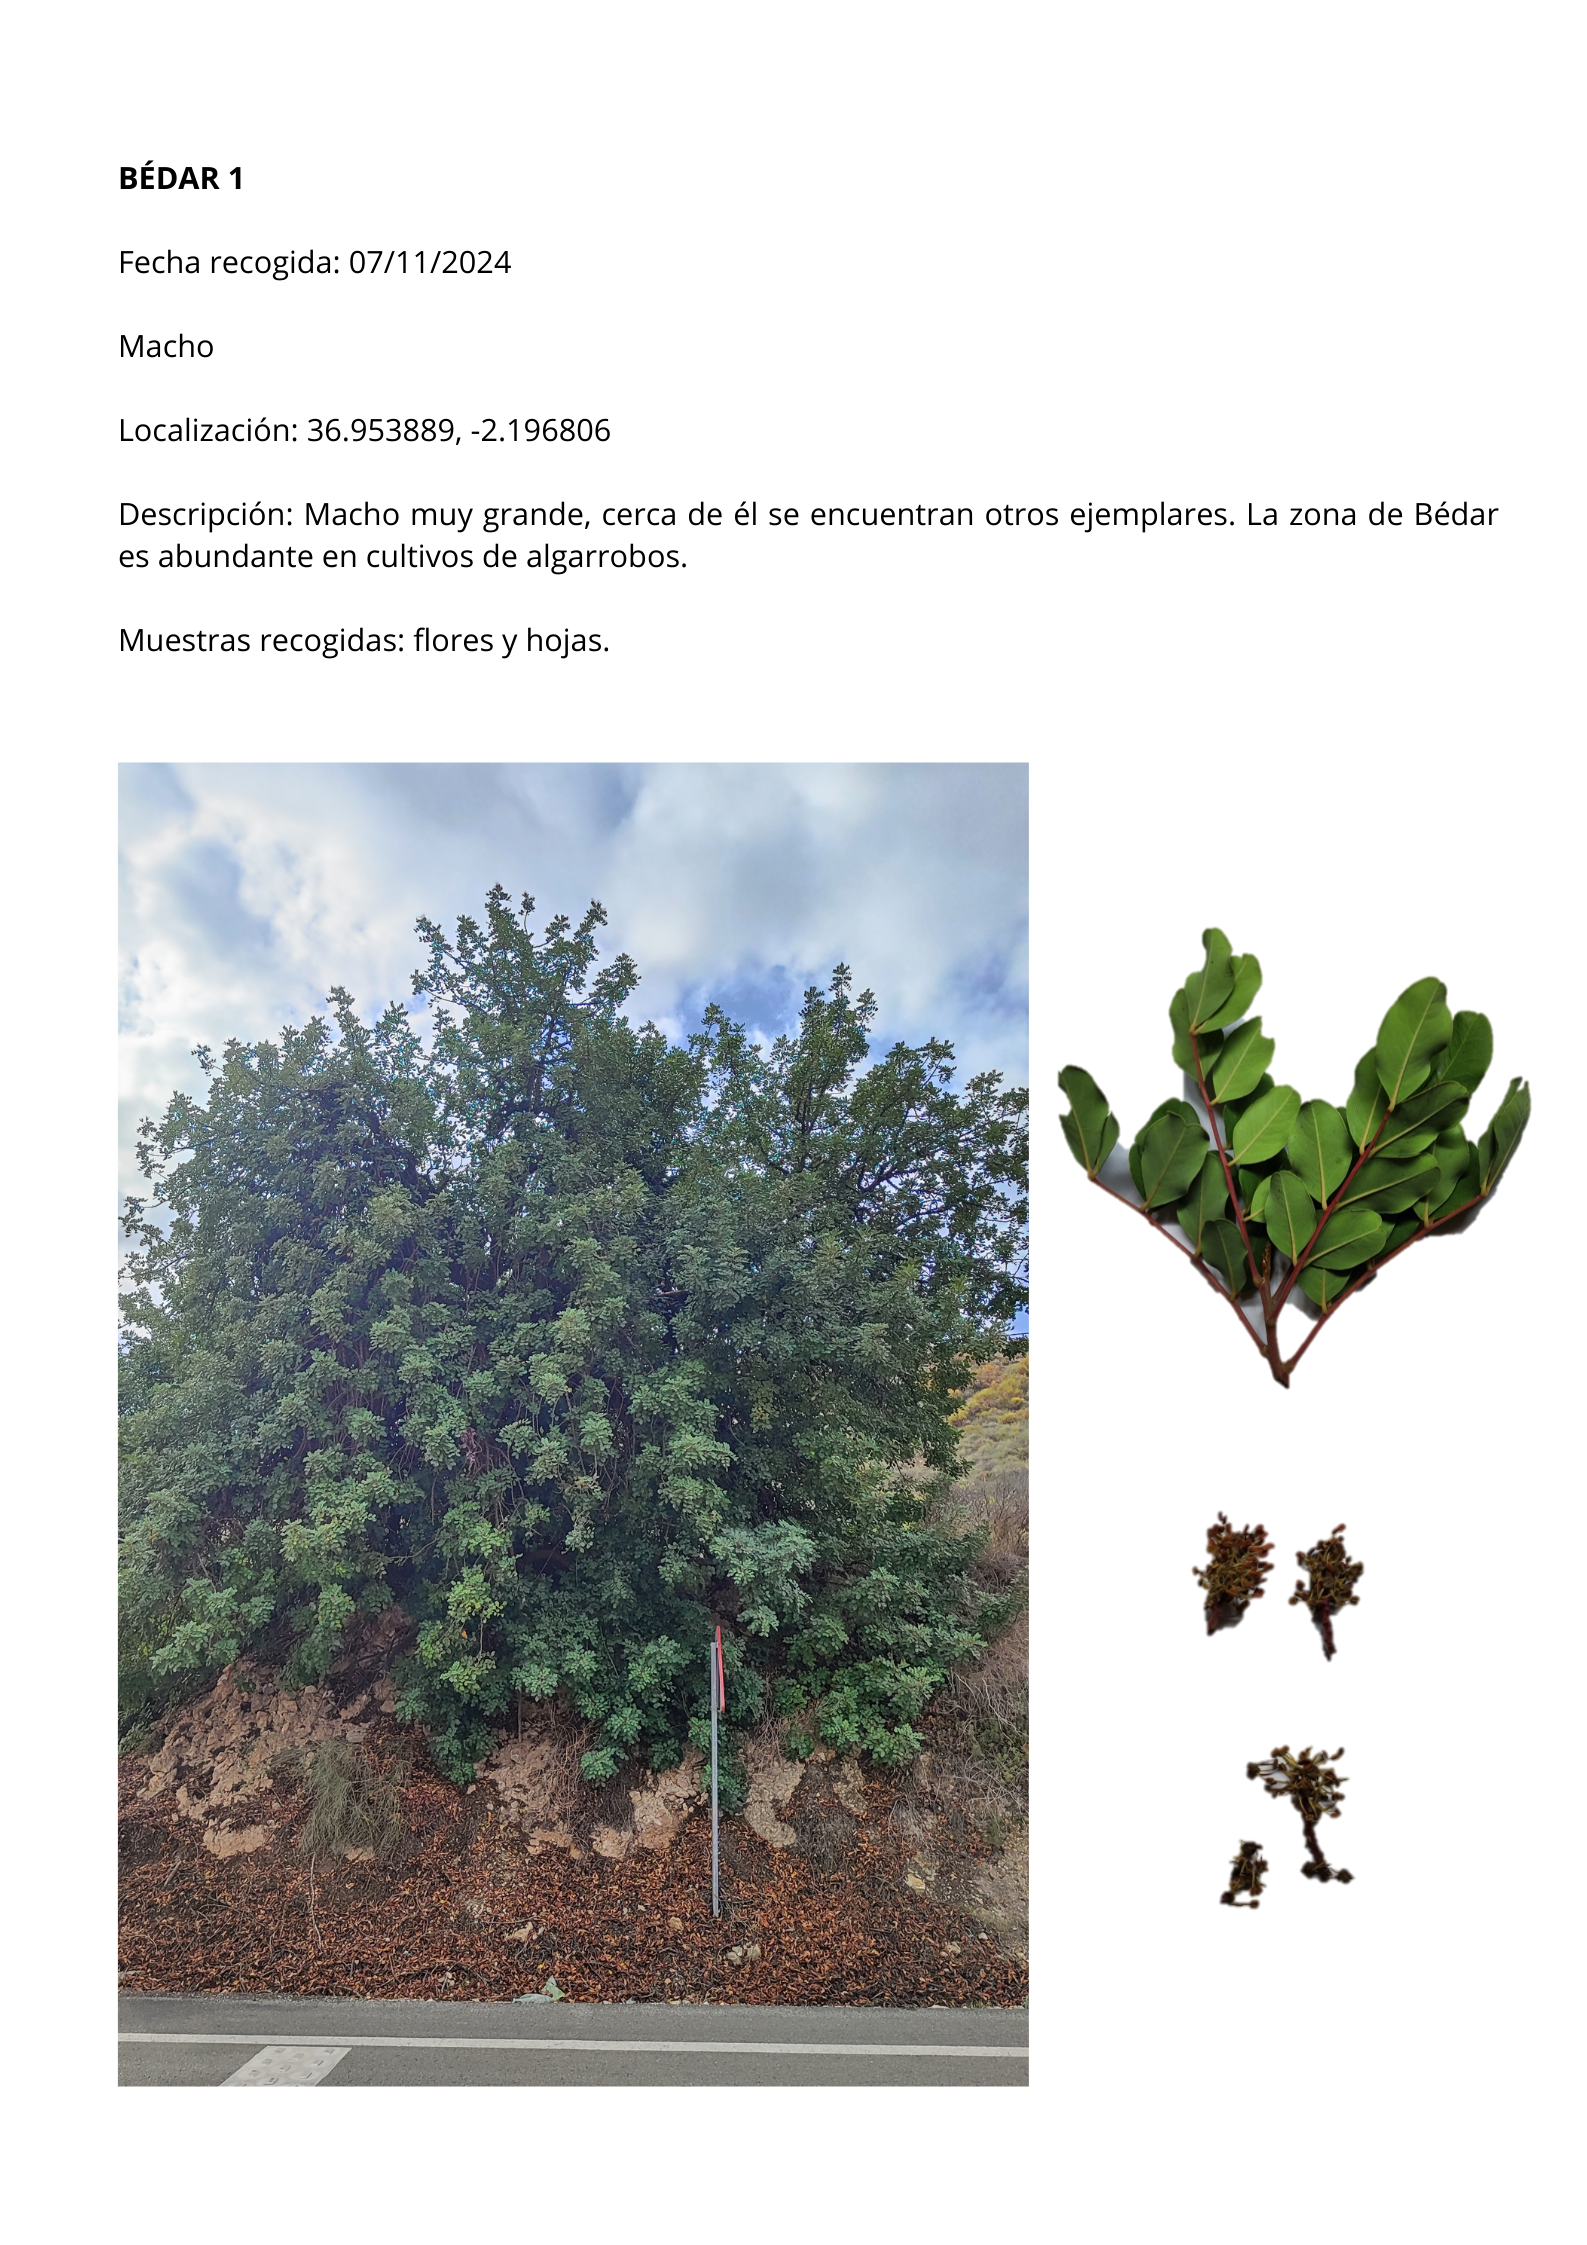 BÉDAR 1
Fecha recogida: 07/11/2024
Macho
Localización: 36.953889, -2.196806
Descripción: Macho muy grande, cerca de él se encuentran otros ejemplares. La zona de Bédar
es abundante en cultivos de algarrobos.
Muestras recogidas: flores y hojas.